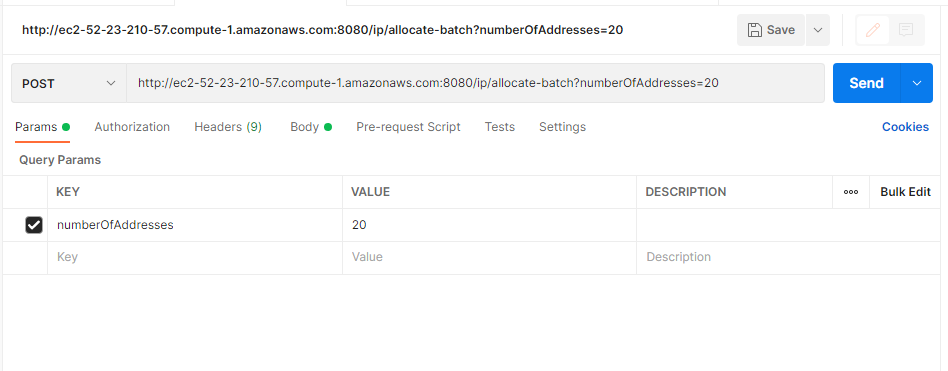 http://ec2-52-23-210-57.compute-1.amazonaws.com:8080/ip/allocate-batch?numberOfAddresses=20 Save
POST http://ec2-52-23-210-57.compute-1.amazonaws.com:8080/ip/allocate-batch?numberOfAddresses=20 Send
Params Authorization Headers (9) Body Pre-request Script Tests Settings Cookies
Query Params
KEY VALUE DESCRIPTION Bulk Edit
numberOfAddresses 20
Key Value Description